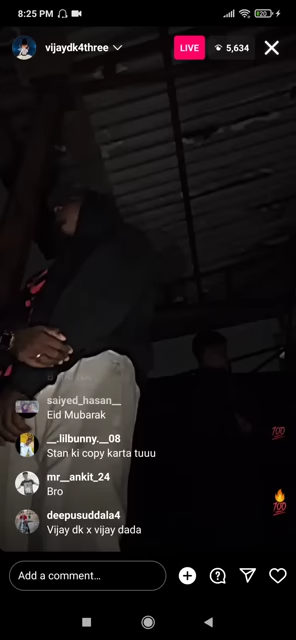 8:25 PM
vijaydk4three
LIVE
5,634
saiyed_hasan__
Eid Mubarak
__.lilbunny.__08
Stan ki copy karta tuuu
mr__ankit_24
Bro
deepusuddala4
Vijay dk x vijay dada
💯
🔥
💯
Add a comment...